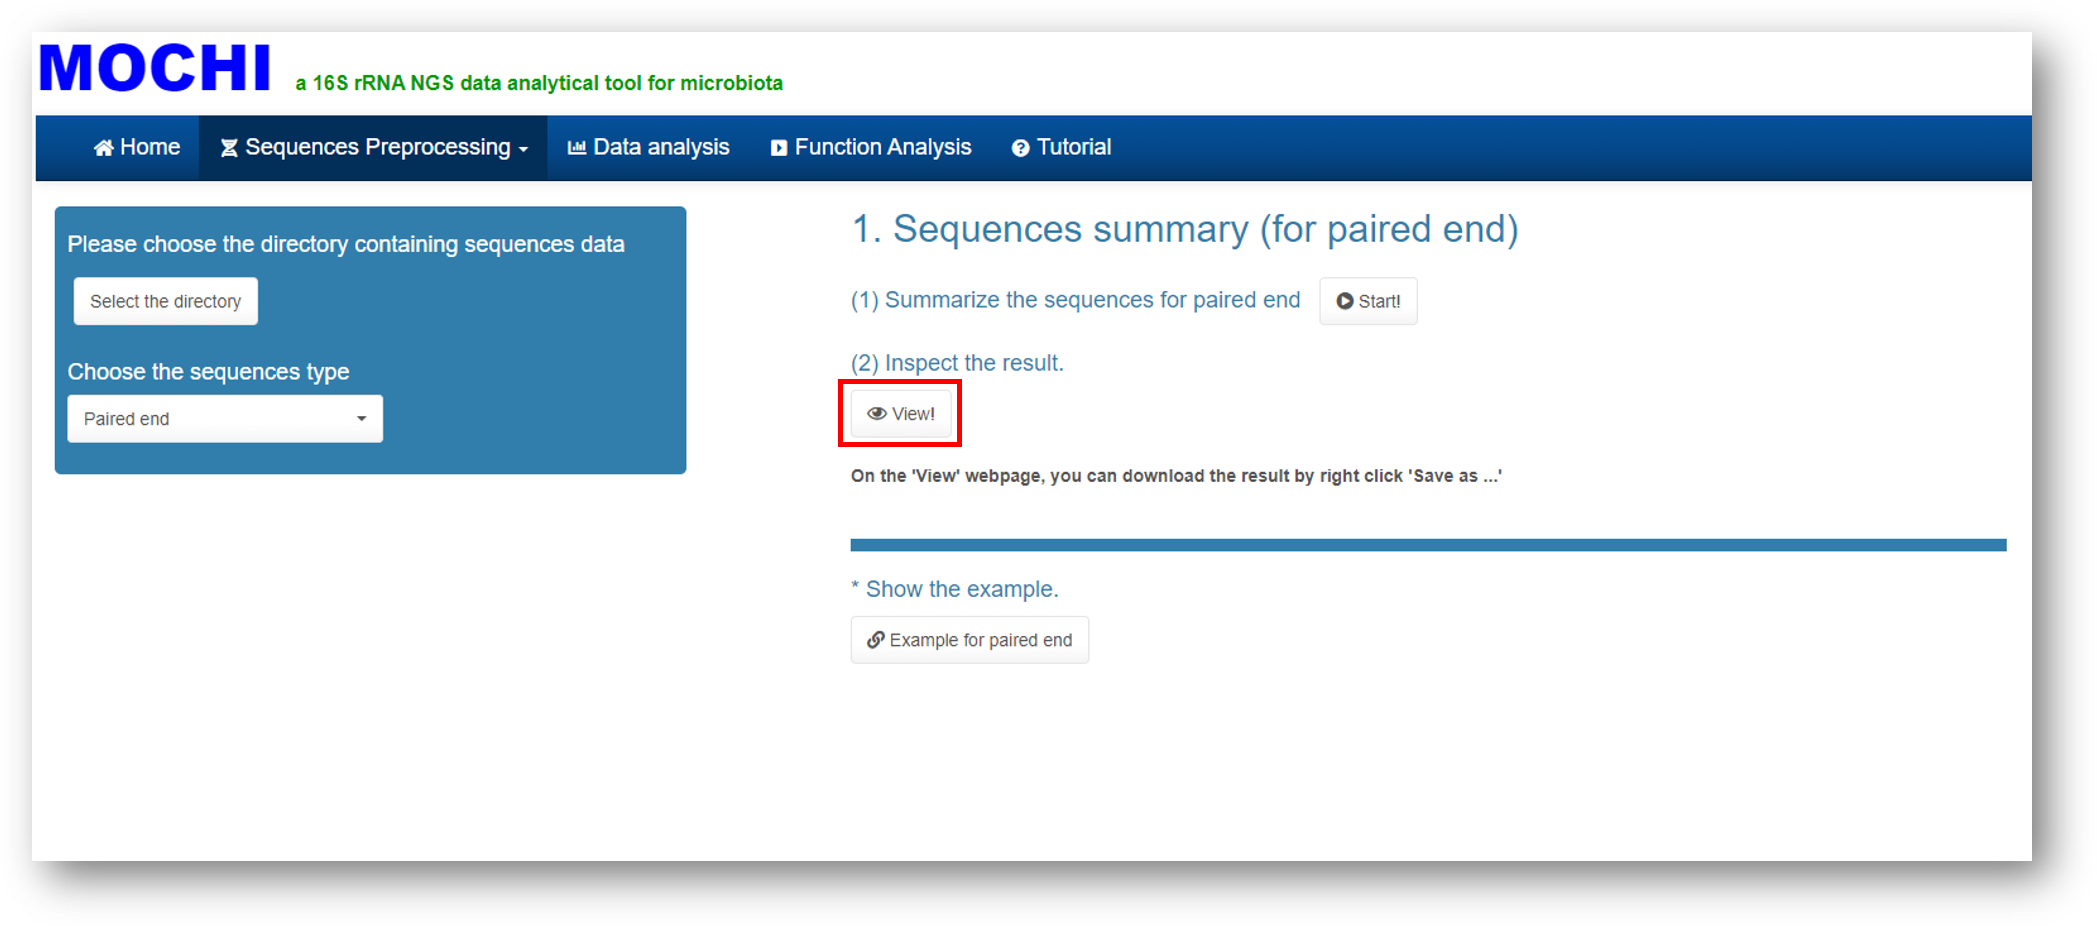 MOCHI a 16S rRNA NGS data analytical tool for microbiota
Home Sequences Preprocessing Data analysis Function Analysis Tutorial
Please choose the directory containing sequences data
Select the directory
Choose the sequences type
Paired end
1. Sequences summary (for paired end)
(1) Summarize the sequences for paired end Start!
(2) Inspect the result.
View!
On the 'View' webpage, you can download the result by right click 'Save as ...'
* Show the example.
Example for paired end